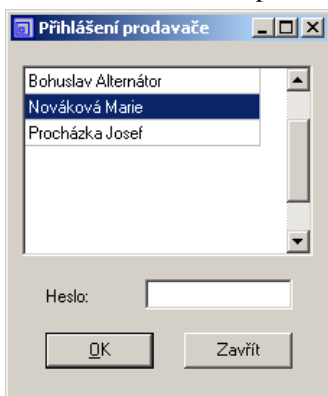 Přihlášení prodavače
Bohuslav Alternátor
Nováková Marie
Procházka Josef
Heslo:
OK
Zavřít